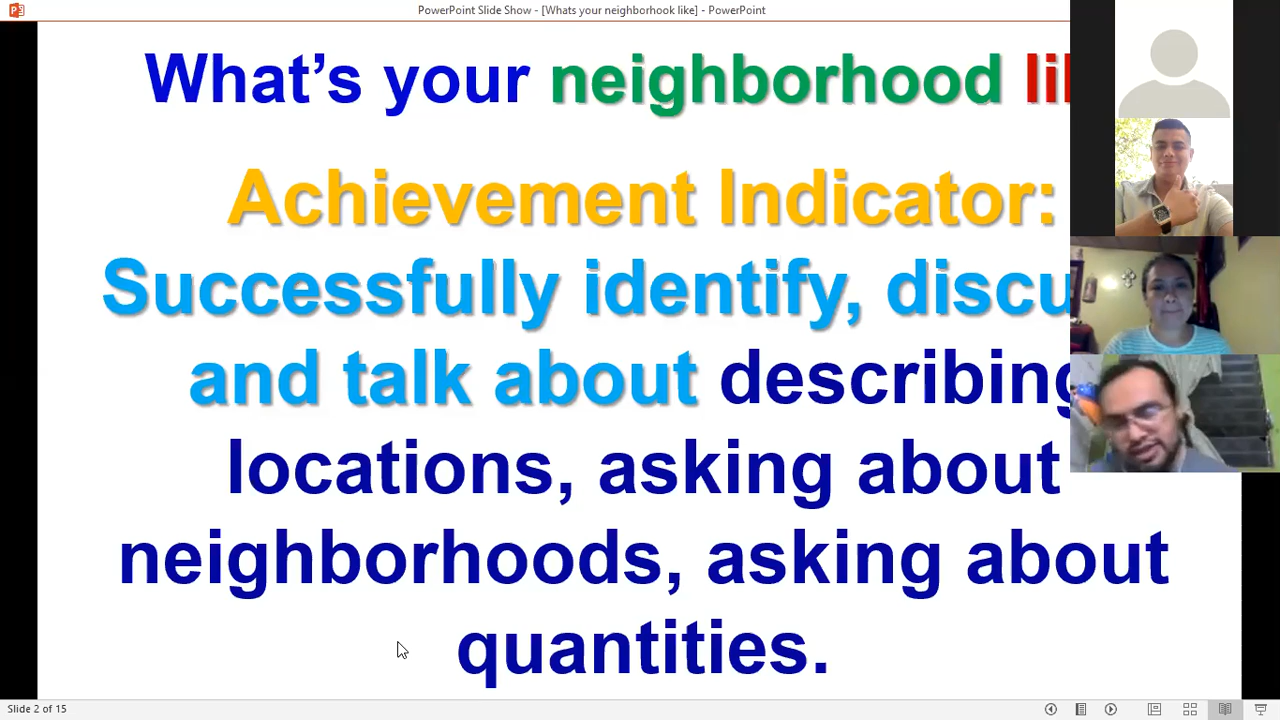 PowerPoint Slide Show - [Whats your neighborhook like] - PowerPoint
What's your neighborhood
Achievement Indicator:
Successfully identify,
and talk about describing
locations, asking about
neighborhoods, asking about
quantities.
Slide 2 of 15